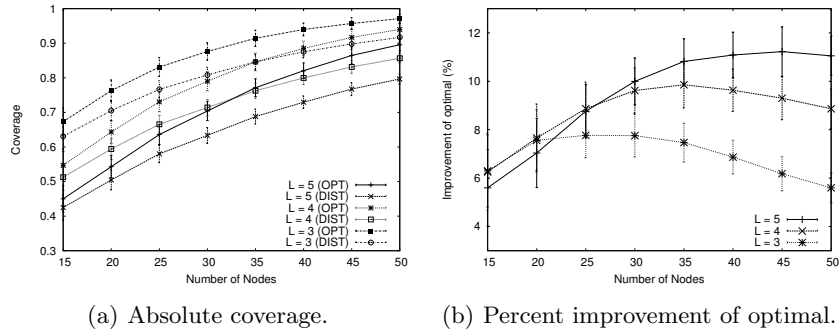 1
0.9
0.8
0.7
0.6
0.5
0.4
0.3
Coverage
L = 5 (OPT)
L = 5 (DIST)
L = 4 (OPT)
L = 4 (DIST)
L = 3 (OPT)
L = 3 (DIST)
15 20 25 30 35 40 45 50
Number of Nodes
(a) Absolute coverage.
12
10
8
6
4
2
0
Improvement of optimal (%)
L = 5
L = 4
L = 3
15 20 25 30 35 40 45 50
Number of Nodes
(b) Percent improvement of optimal.